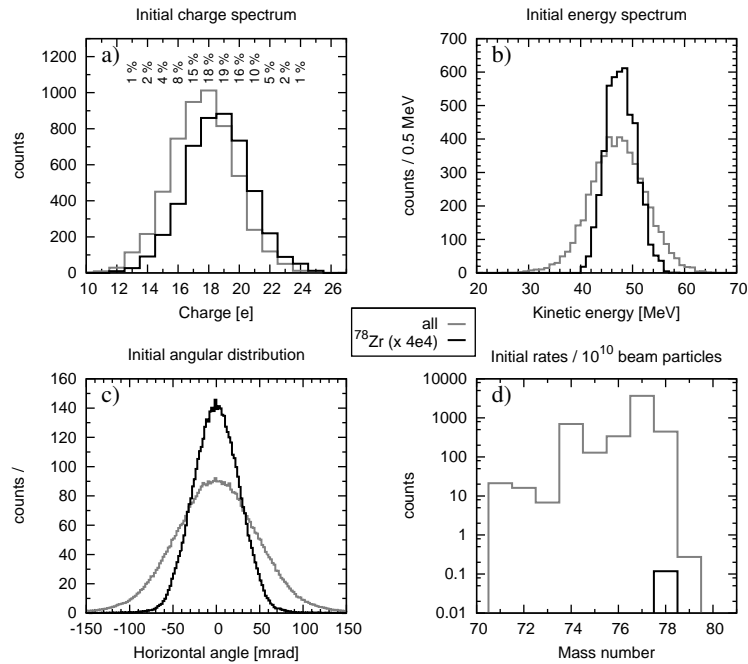 Initial charge spectrum
a)
1 % 2 % 4 % 8 % 15 % 18 % 19 % 16 % 10 % 5 % 2 % 1 %
counts
1200
1000
800
600
400
200
0
10 12 14 16 18 20 22 24 26
Charge [e]
Initial energy spectrum
b)
counts / 0.5 MeV
700
600
500
400
300
200
100
0
20 30 40 50 60 70
Kinetic energy [MeV]
all
⁷⁸Zr (x 4e4)
Initial angular distribution
c)
counts /
160
140
120
100
80
60
40
20
0
-150 -100 -50 0 50 100 150
Horizontal angle [mrad]
Initial rates / 10¹⁰ beam particles
d)
counts
10000
1000
100
10
1
0.1
0.01
70 72 74 76 78 80
Mass number